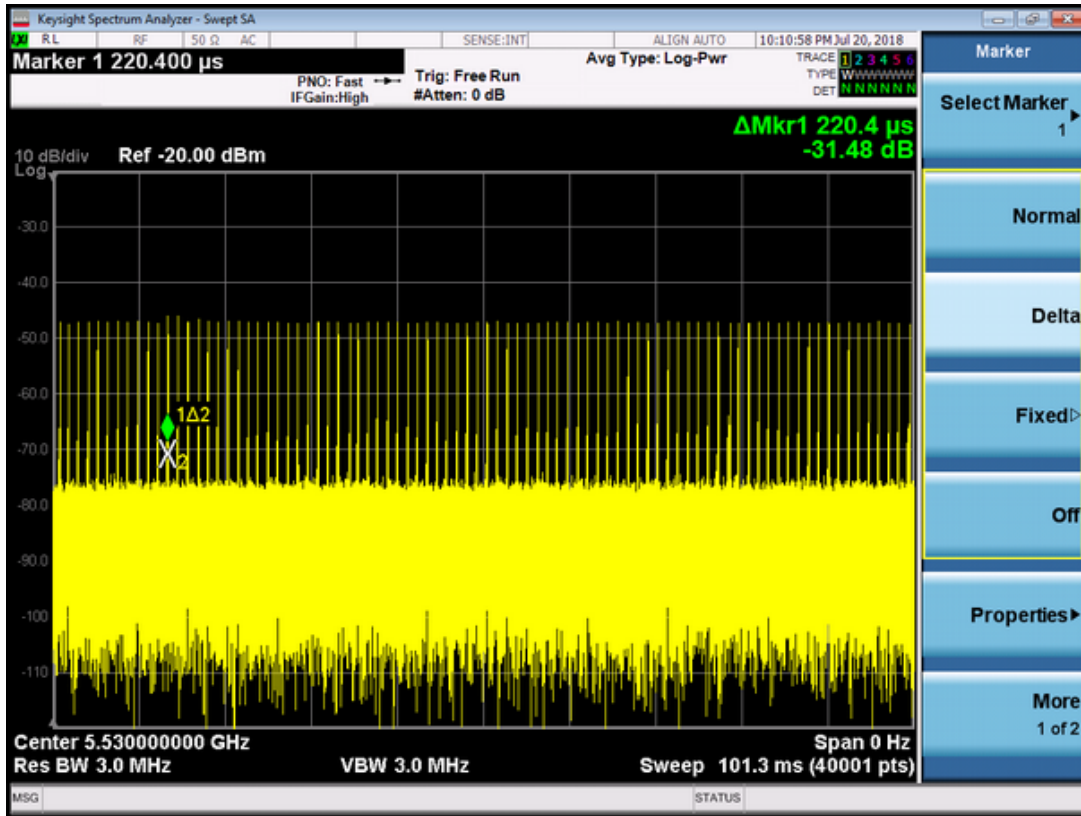 Keysight Spectrum Analyzer - Swept SA
LXI RL RF 50 Ω AC SENSE:INT ALIGN AUTO 10:10:58 PM Jul 20, 2018
Marker 1 220.400 μs
PNO: Fast
IFGain:High
Trig: Free Run
#Atten: 0 dB
Avg Type: Log-Pwr
TRACE 1 2 3 4 5 6
TYPE WWWWWW
DET N N N N N N
ΔMkr1 220.4 μs
-31.48 dB
10 dB/div Ref -20.00 dBm
Log
-30.0
-40.0
-50.0
-60.0
1Δ2
-70.0
2
-80.0
-90.0
-100
-110
Center 5.530000000 GHz
Span 0 Hz
Res BW 3.0 MHz
VBW 3.0 MHz
Sweep 101.3 ms (40001 pts)
MSG
STATUS
Marker
Select Marker
1
Normal
Delta
Fixed
Off
Properties
More
1 of 2